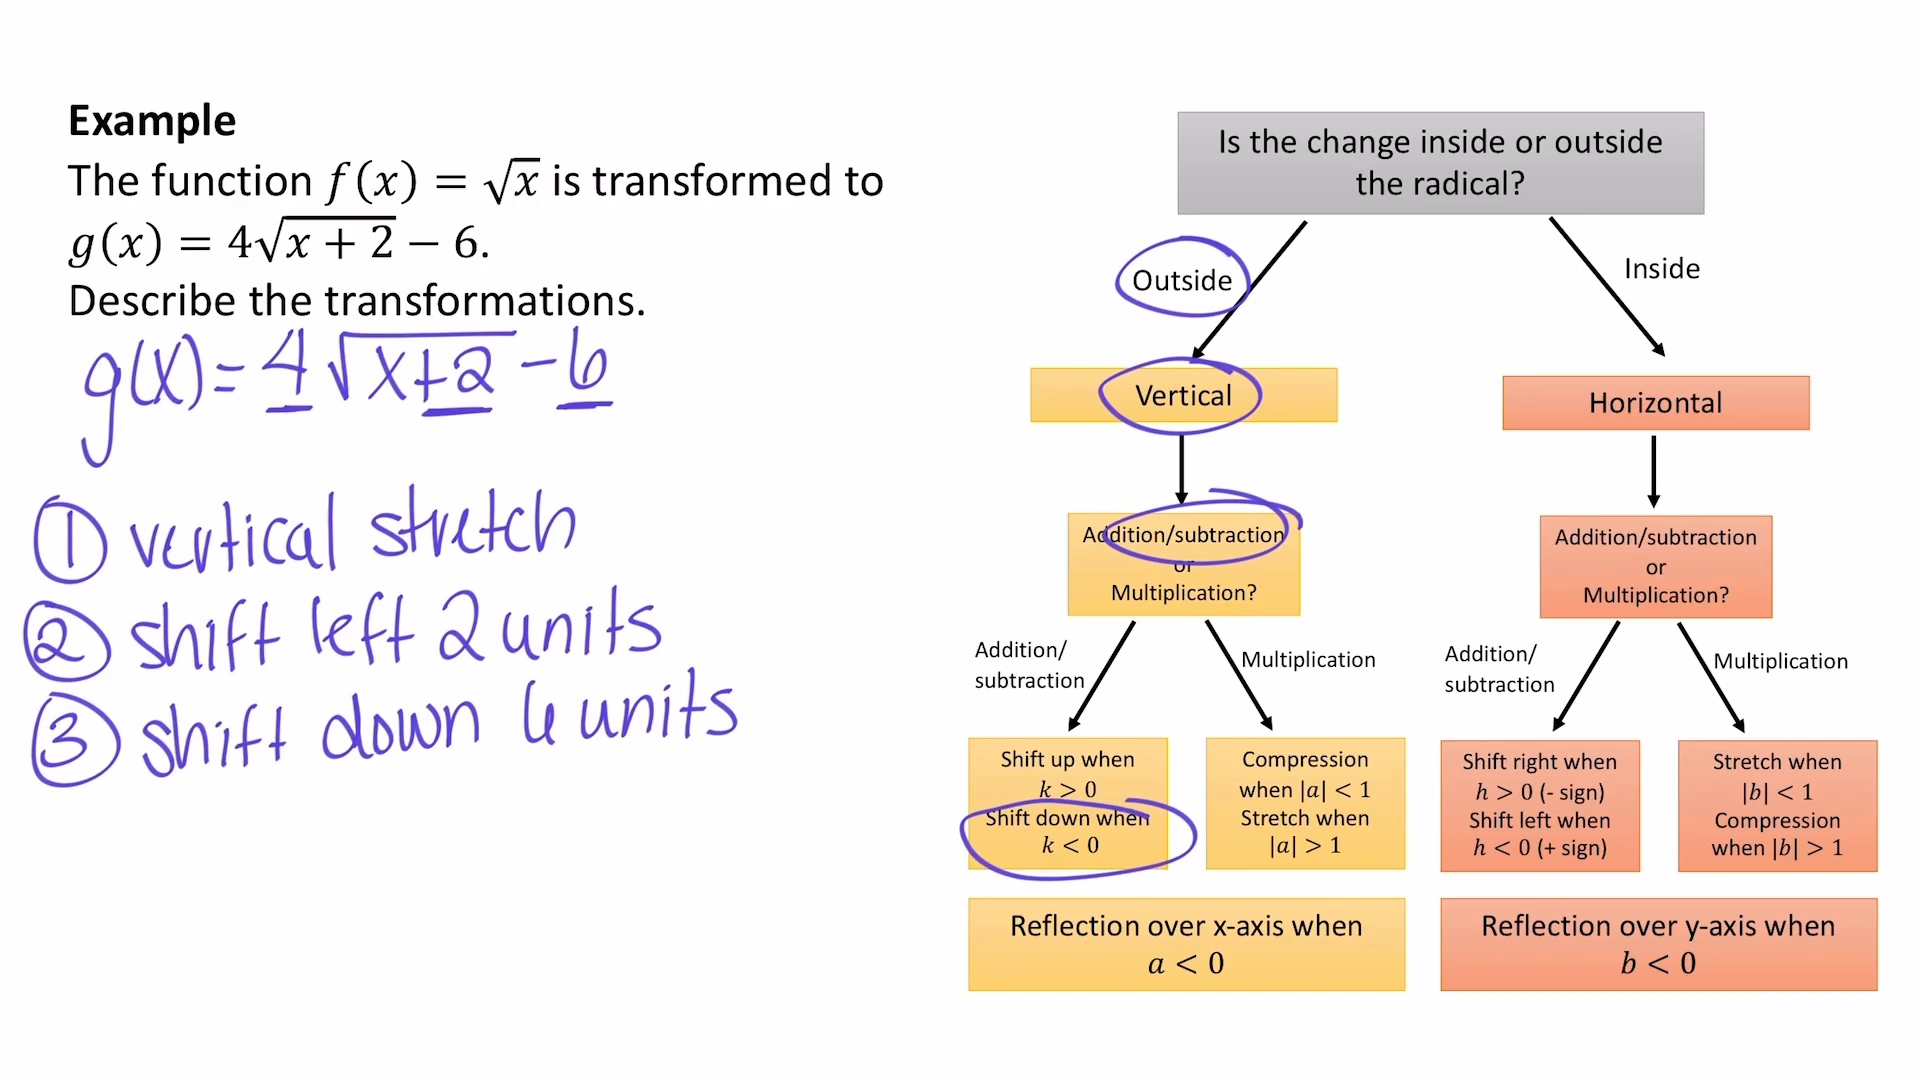 Example
The function f(x) = √x is transformed to
g(x) = 4√(x + 2) − 6.
Describe the transformations.
g(x) = 4√(x+2) − 6
① vertical stretch
② shift left 2 units
③ shift down 6 units
Is the change inside or outside
the radical?
Outside
Inside
Vertical
Horizontal
Addition/subtraction
or
Multiplication?
Addition/subtraction
or
Multiplication?
Addition/
subtraction
Multiplication
Addition/
subtraction
Multiplication
Shift up when
k > 0
Shift down when
k < 0
Compression
when |a| < 1
Stretch when
|a| > 1
Shift right when
h > 0 (- sign)
Shift left when
h < 0 (+ sign)
Stretch when
|b| < 1
Compression
when |b| > 1
Reflection over x-axis when
a < 0
Reflection over y-axis when
b < 0